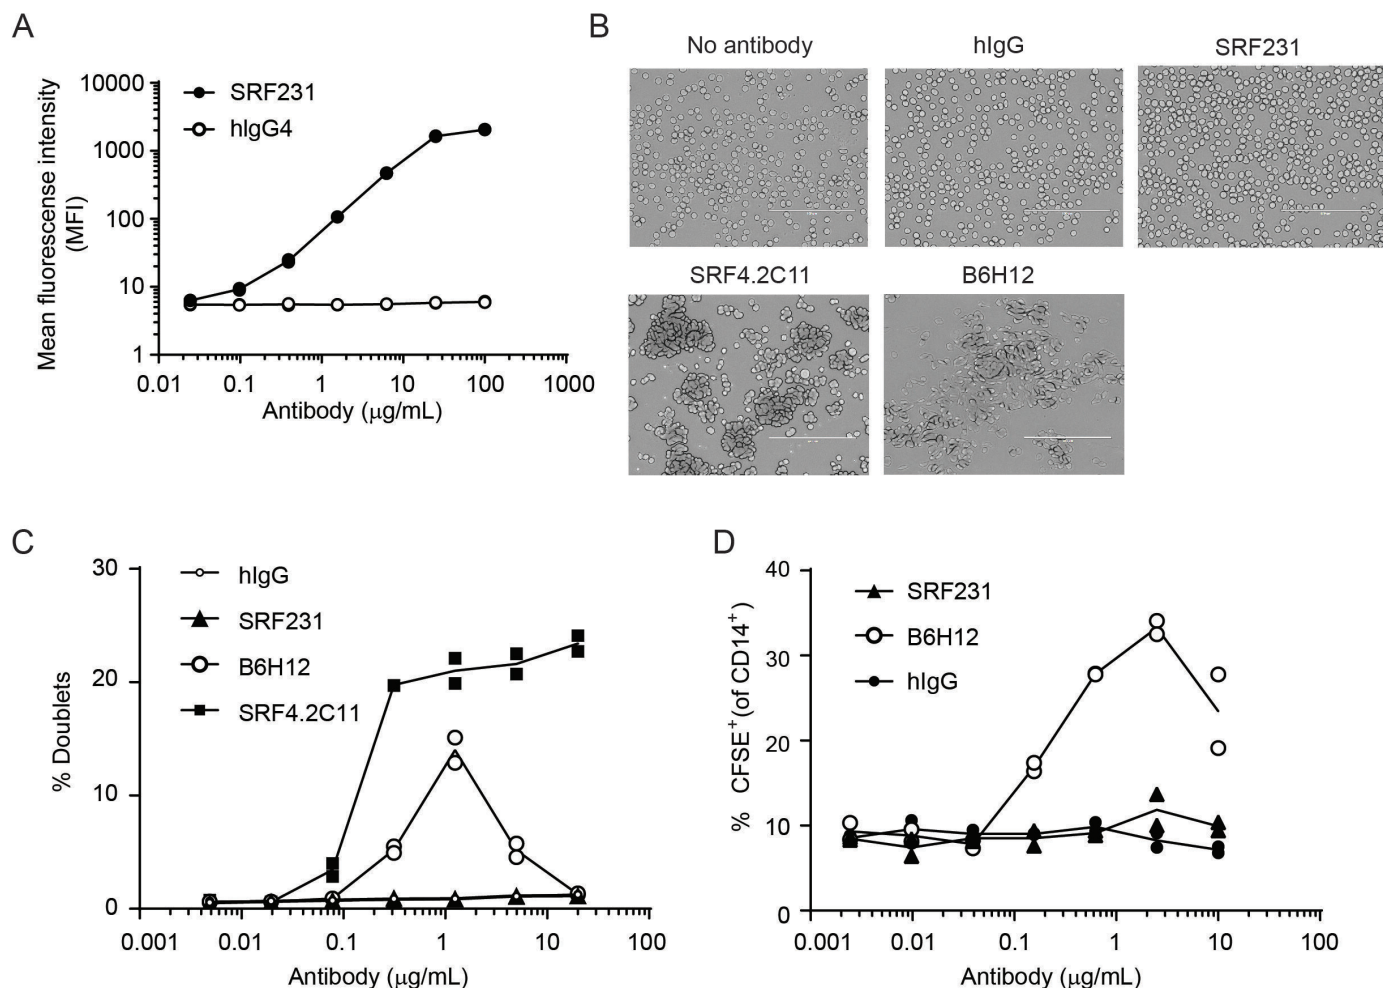 A
10000
1000
100
10
1
0.01
0.1
1
10
100
1000
Mean fluorescense intensity
(MFI)
Antibody (μg/mL)
SRF231
hIgG4
B
No antibody
hIgG
SRF231
SRF4.2C11
B6H12
C
30
20
10
0
0.001
0.01
0.1
1
10
100
% Doublets
Antibody (μg/mL)
hIgG
SRF231
B6H12
SRF4.2C11
D
40
30
20
10
0
0.001
0.01
0.1
1
10
100
% CFSE+ (of CD14+)
Antibody (μg/mL)
SRF231
B6H12
hIgG